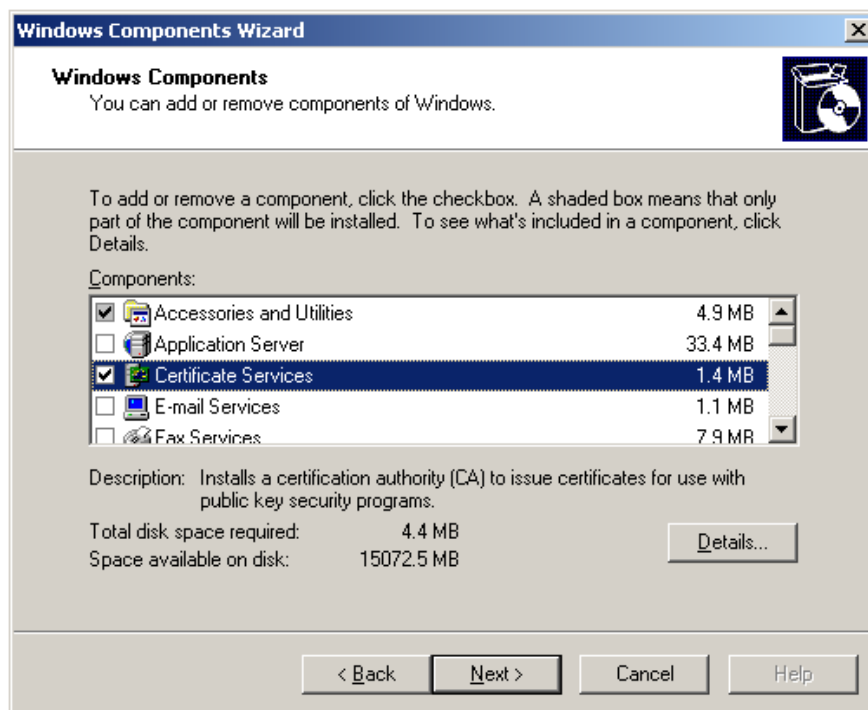 Windows Components Wizard
Windows Components
You can add or remove components of Windows.
To add or remove a component, click the checkbox. A shaded box means that only
part of the component will be installed. To see what's included in a component, click
Details.
Components:
Accessories and Utilities 4.9 MB
Application Server 33.4 MB
Certificate Services 1.4 MB
E-mail Services 1.1 MB
Fax Services 7.9 MB
Description: Installs a certification authority (CA) to issue certificates for use with
public key security programs.
Total disk space required: 4.4 MB
Space available on disk: 15072.5 MB
Details...
< Back Next > Cancel Help